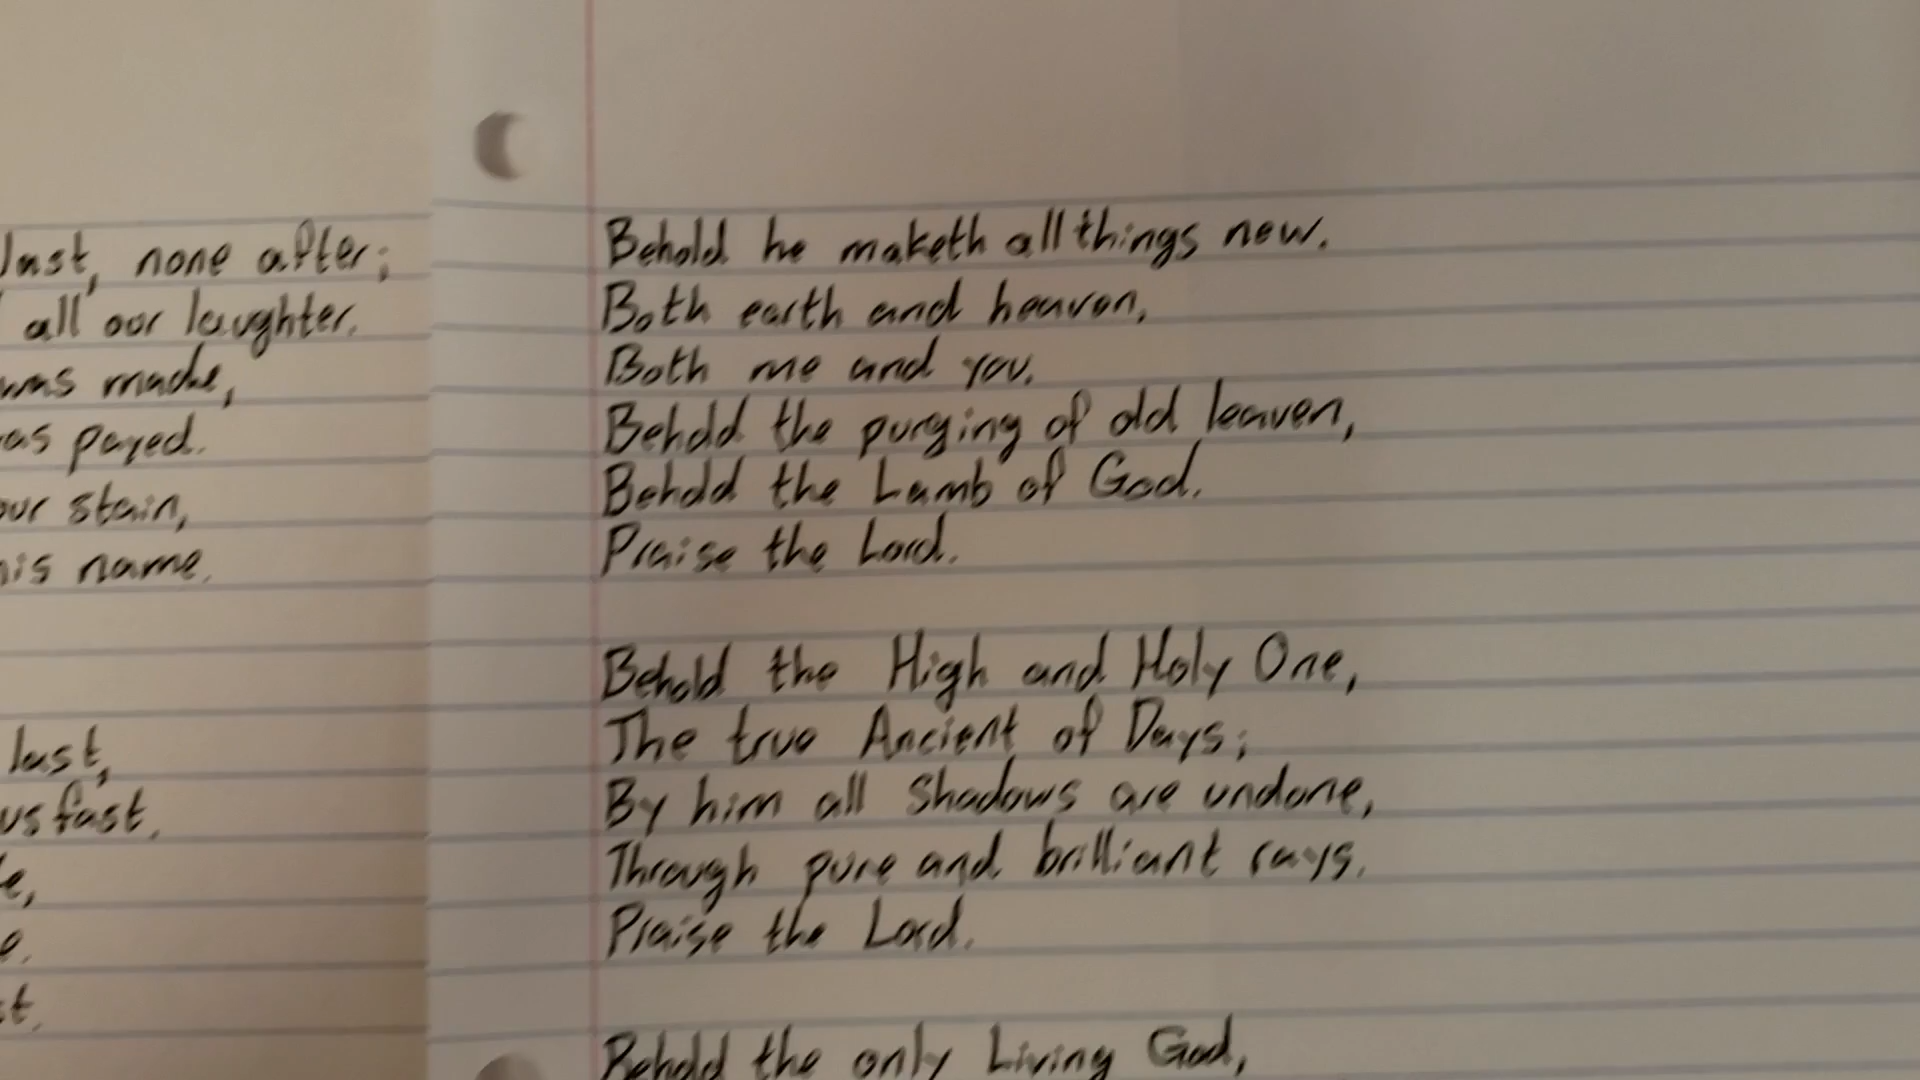 last, none after;
all our laughter.
was made,
as payed.
our stain,
his name.
last,
us fast.
Behold he maketh all things new.
Both earth and heaven,
Both me and you.
Behold the purging of old leaven,
Behold the Lamb of God.
Praise the Lord.
Behold the High and Holy One,
The true Ancient of Days;
By him all Shadows are undone,
Through pure and brilliant rays.
Praise the Lord.
Behold the only Living God,